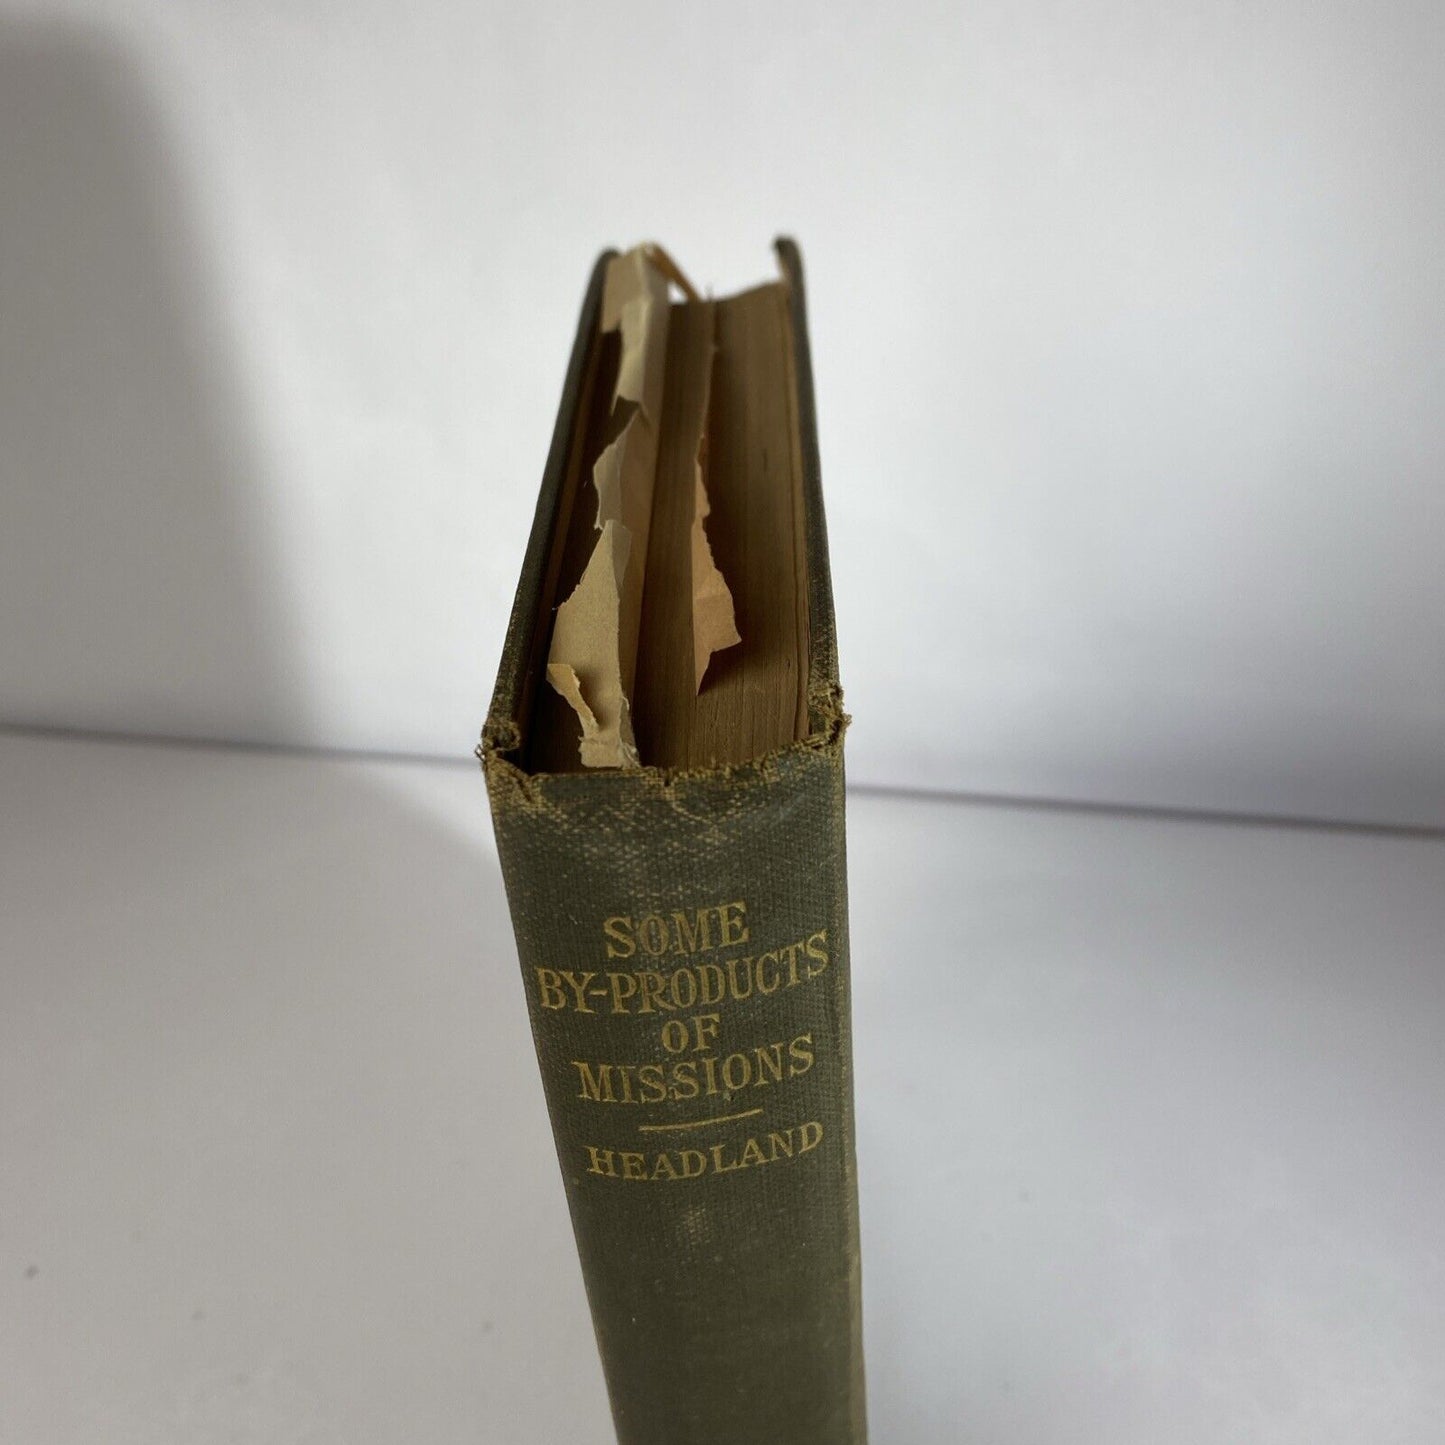 SOME
BY-PRODUCTS
OF
MISSIONS
HEADLAND